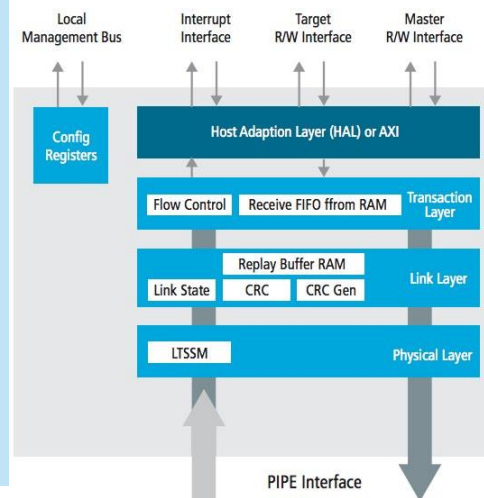 Local
Management Bus
Interrupt
Interface
Target
R/W Interface
Master
R/W Interface
Config
Registers
Host Adaption Layer (HAL) or AXI
Flow Control
Receive FIFO ffrom RAM
Transaction
Layer
Replay Buffer RAM
Link State
CRC
CRC Gen
Link Layer
LTSSM
Physical Layer
PIPE Interface